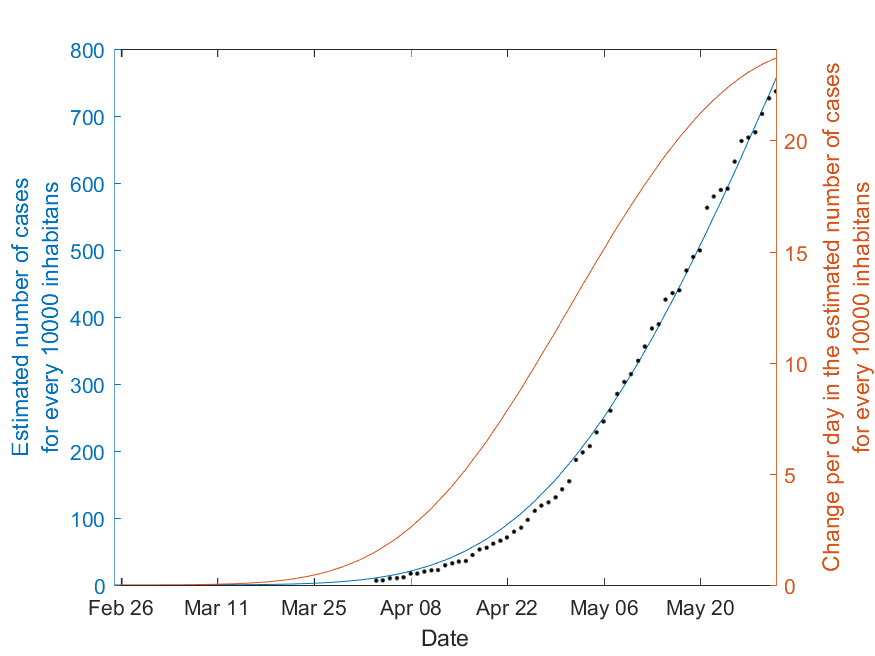 Estimated number of cases
for every 10000 inhabitans
800
700
600
500
400
300
200
100
0
20
15
10
5
0
Change per day in the estimated number of cases
for every 10000 inhabitans
Feb 26
Mar 11
Mar 25
Apr 08
Apr 22
May 06
May 20
Date